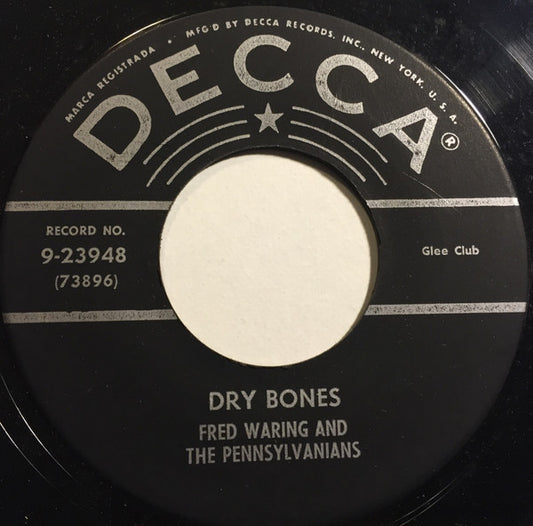 MARCA REGISTRADA • MFG'D BY DECCA RECORDS, INC., NEW YORK, U. S. A.
DECCA®
RECORD NO.
9-23948
(73896)
Glee Club
DRY BONES
FRED WARING AND
THE PENNSYLVANIANS